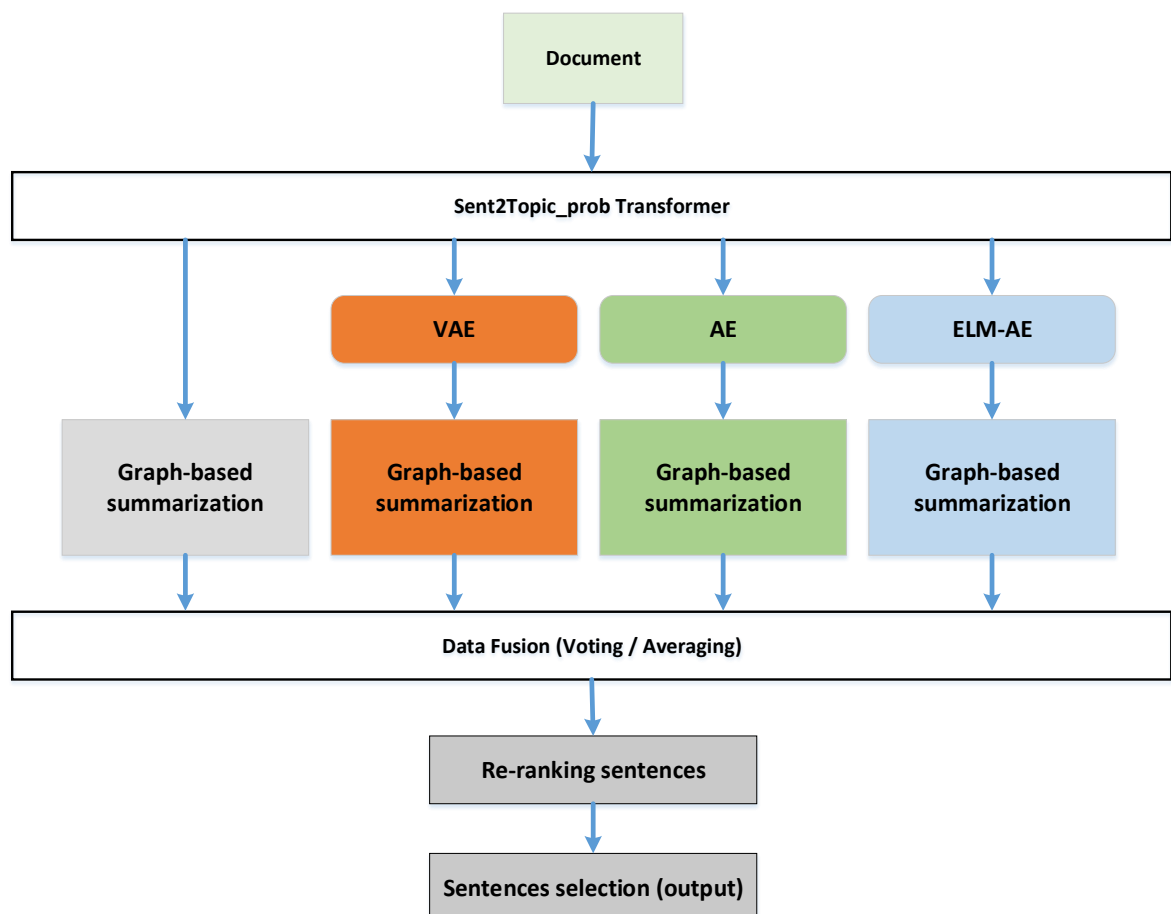 Document
Sent2Topic_prob Transformer
VAE
AE
ELM-AE
Graph-based
summarization
Graph-based
summarization
Graph-based
summarization
Graph-based
summarization
Data Fusion (Voting / Averaging)
Re-ranking sentences
Sentences selection (output)